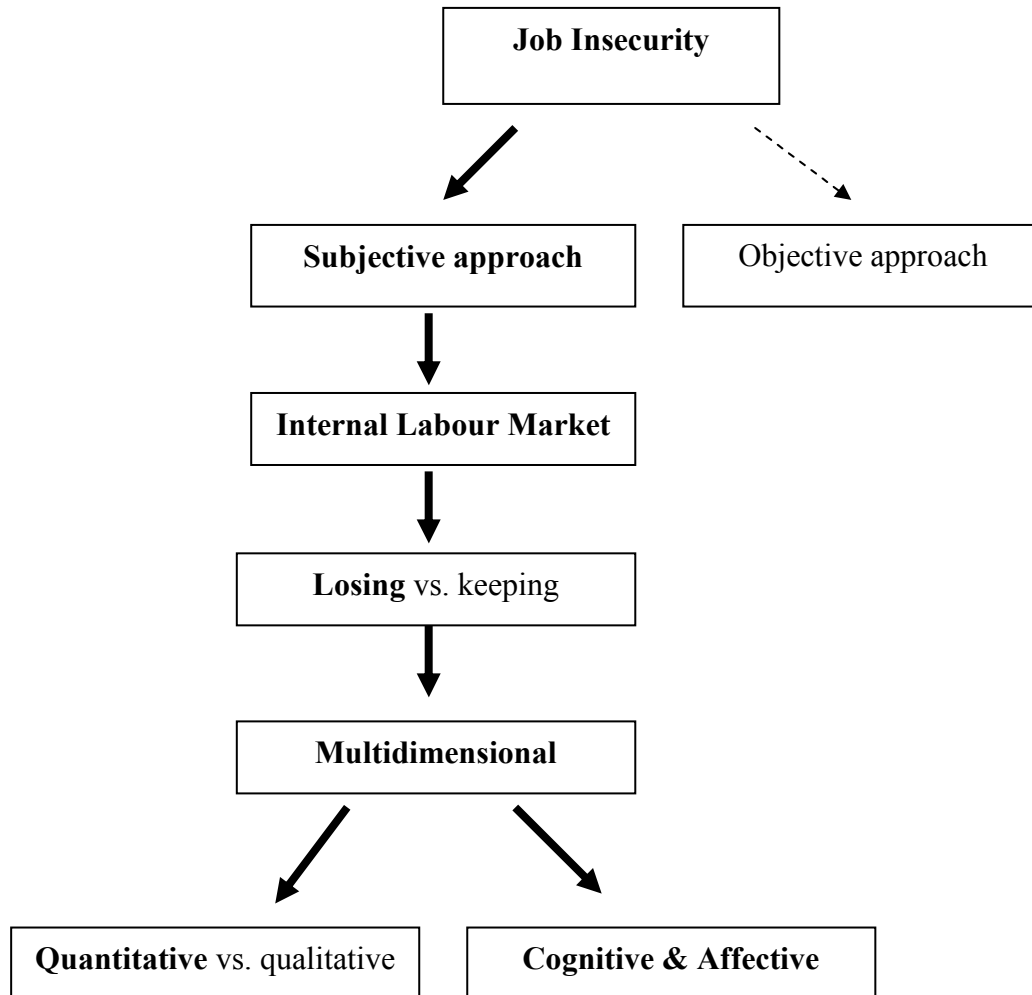 Job Insecurity
Subjective approach
Objective approach
Internal Labour Market
Losing vs. keeping
Multidimensional
Quantitative vs. qualitative
Cognitive & Affective